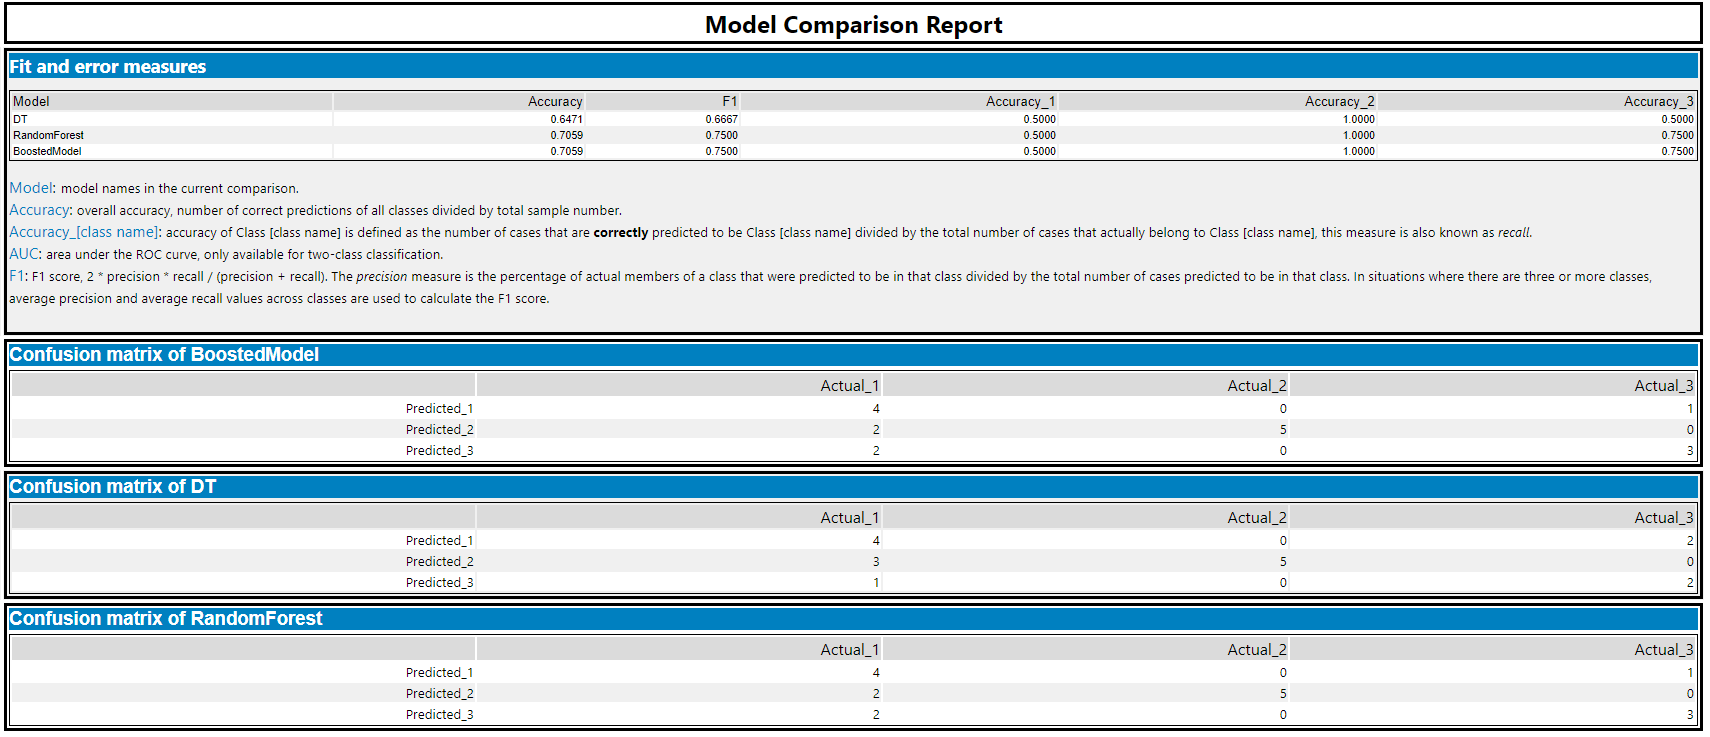 Model Comparison Report
Fit and error measures
Model Accuracy F1 Accuracy_1 Accuracy_2 Accuracy_3
DT 0.6471 0.6667 0.5000 1.0000 0.5000
RandomForest 0.7059 0.7500 0.5000 1.0000 0.7500
BoostedModel 0.7059 0.7500 0.5000 1.0000 0.7500
Model: model names in the current comparison.
Accuracy: overall accuracy, number of correct predictions of all classes divided by total sample number.
Accuracy_[class name]: accuracy of Class [class name] is defined as the number of cases that are correctly predicted to be Class [class name] divided by the total number of cases that actually belong to Class [class name], this measure is also known as recall.
AUC: area under the ROC curve, only available for two-class classification.
F1: F1 score, 2 * precision * recall / (precision + recall). The precision measure is the percentage of actual members of a class that were predicted to be in that class divided by the total number of cases predicted to be in that class. In situations where there are three or more classes,
average precision and average recall values across classes are used to calculate the F1 score.
Confusion matrix of BoostedModel
Actual_1 Actual_2 Actual_3
Predicted_1 4 0 1
Predicted_2 2 5 0
Predicted_3 2 0 3
Confusion matrix of DT
Actual_1 Actual_2 Actual_3
Predicted_1 4 0 2
Predicted_2 3 5 0
Predicted_3 1 0 2
Confusion matrix of RandomForest
Actual_1 Actual_2 Actual_3
Predicted_1 4 0 1
Predicted_2 2 5 0
Predicted_3 2 0 3